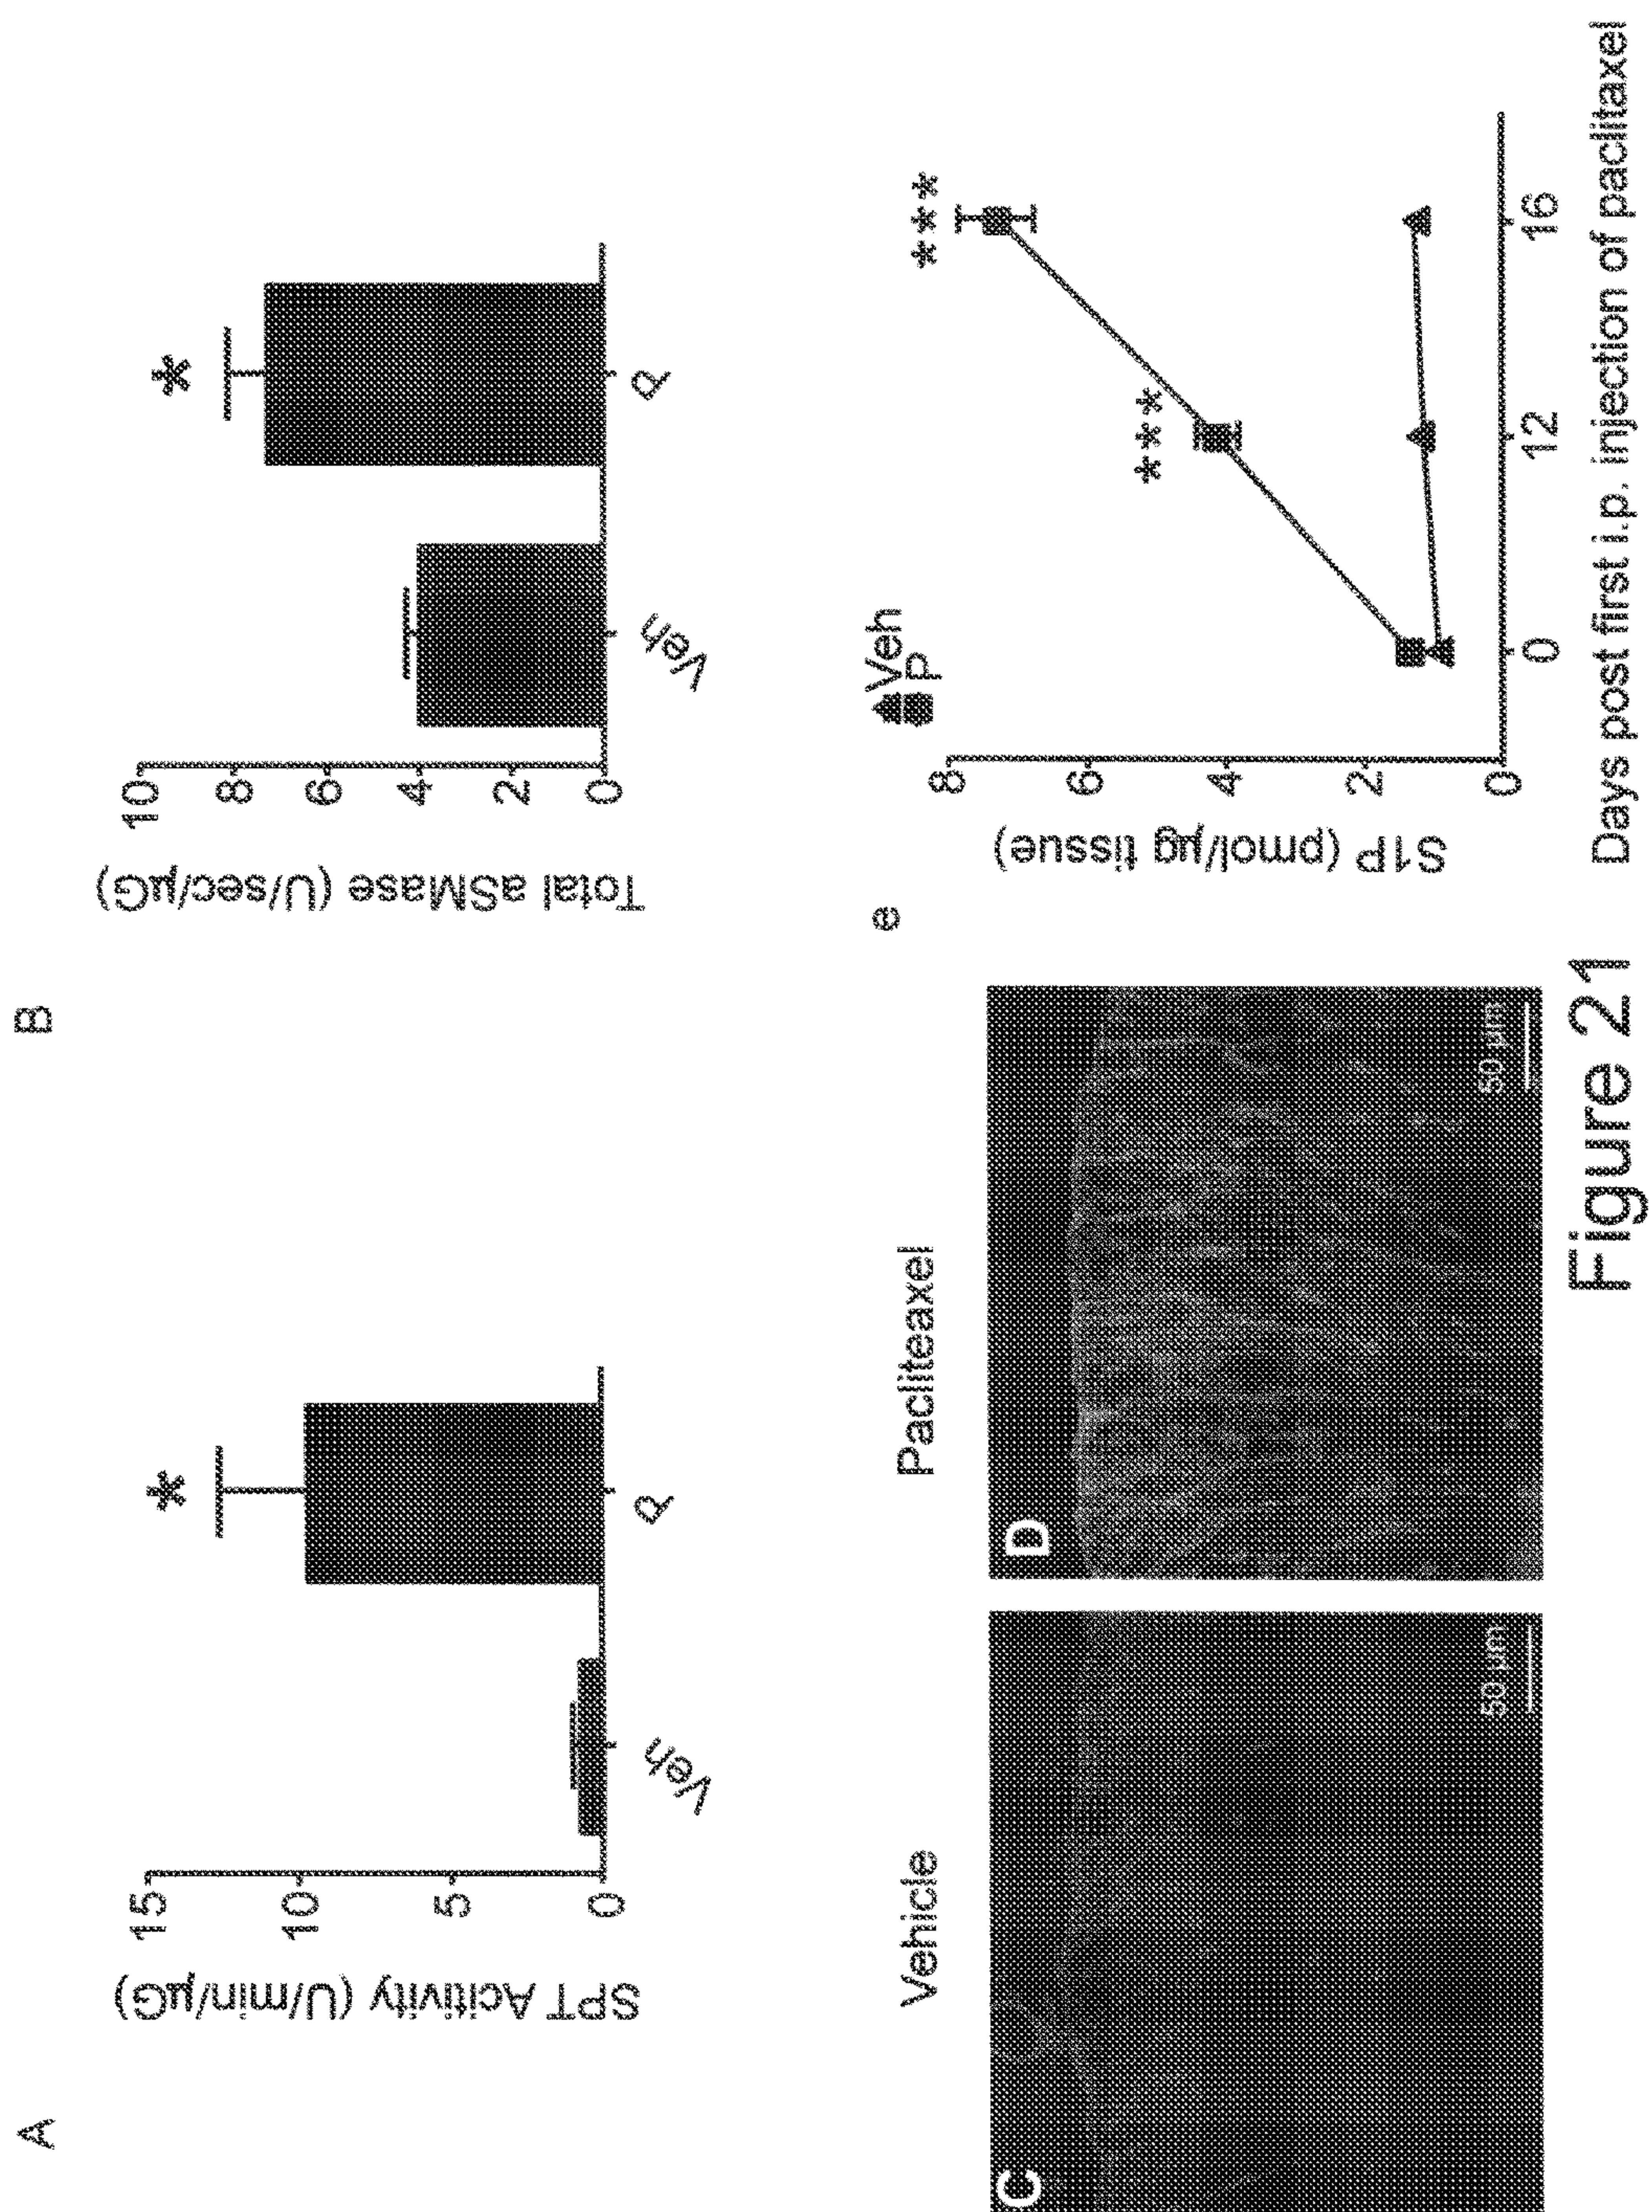 A
SPT Acitivity (U/min/µG)
15
10
5
0
Veh
P
*
B
Total aSMase (U/sec/µG)
10
8
6
4
2
0
Veh
P
*
Vehicle
C
50 µm
Pacliteaxel
D
50 µm
e
S1P (pmol/µg tissue)
8
6
4
2
0
Veh
P
***
***
0
12
16
Days post first i.p. injection of paclitaxel
Figure 21